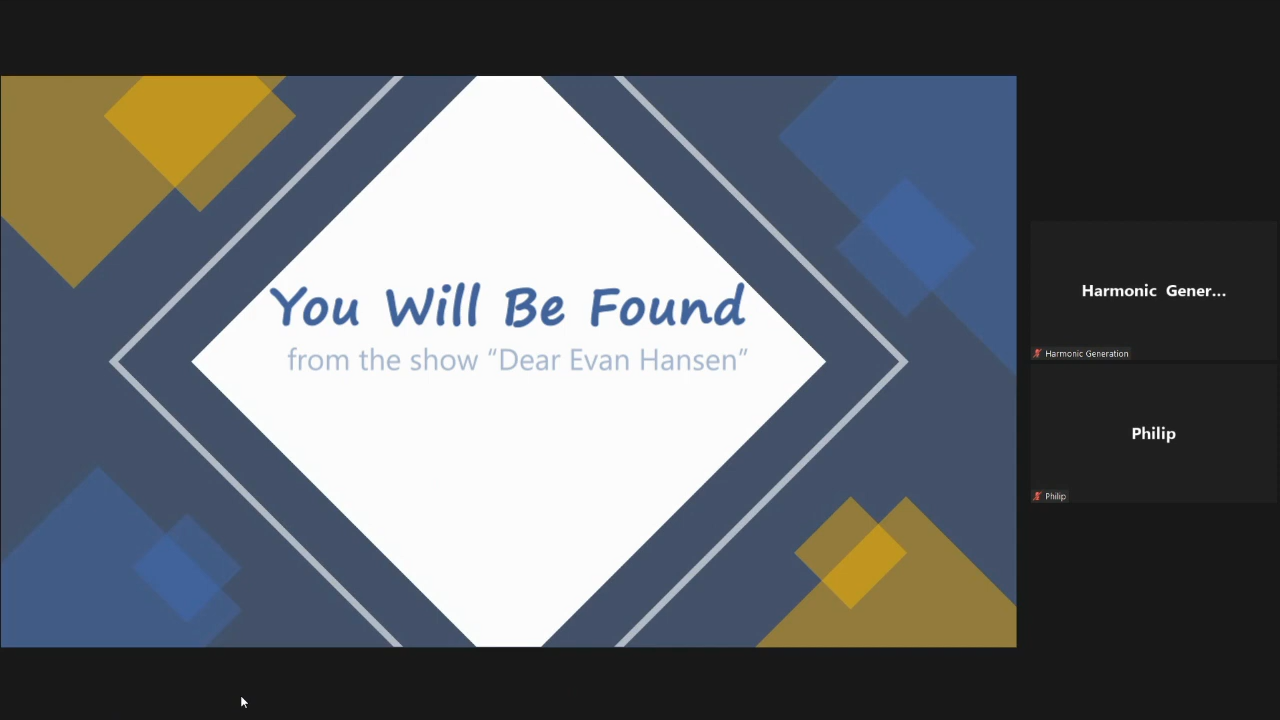 You Will Be Found
from the show “Dear Evan Hansen”
Harmonic Gener...
Harmonic Generation
Philip
Philip